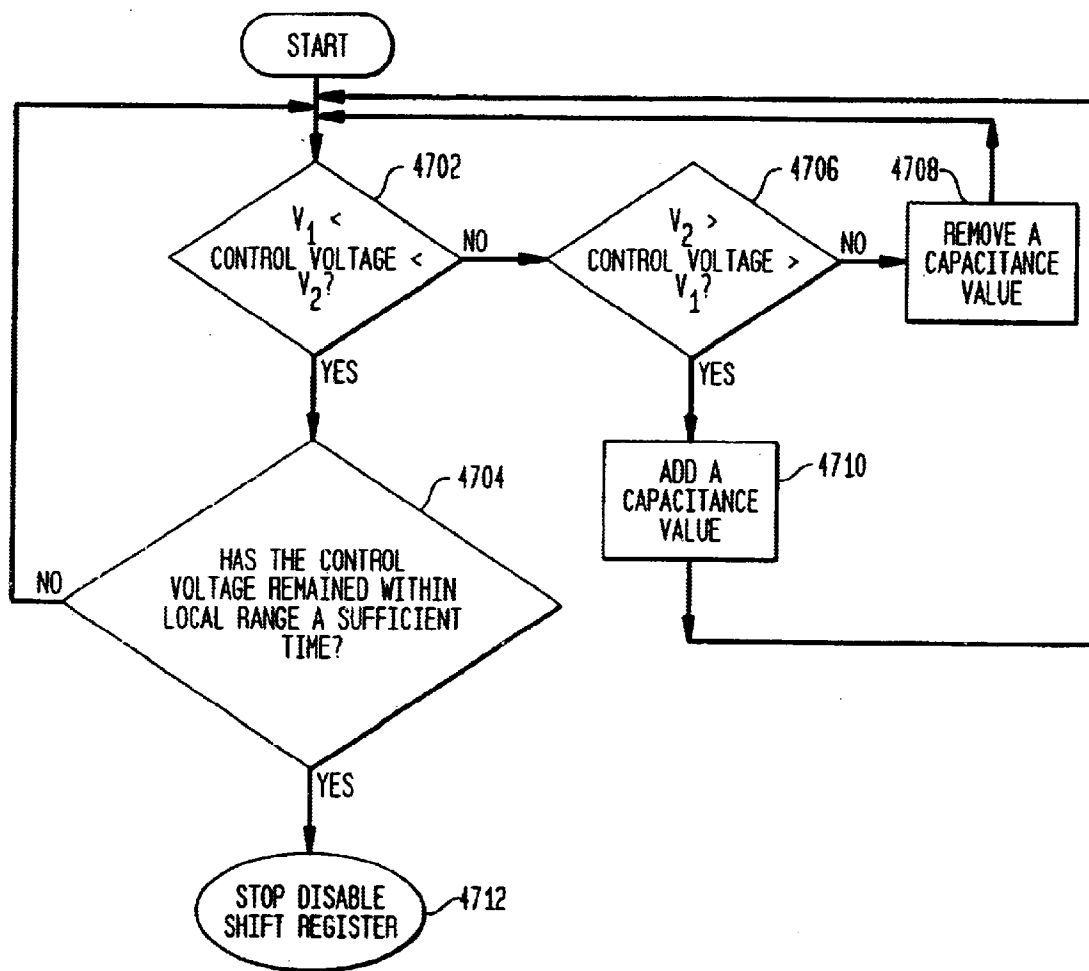 START
4702
V1 <
CONTROL VOLTAGE <
V2?
NO
YES
4706
V2 >
CONTROL VOLTAGE >
V1?
NO
YES
4708
REMOVE A
CAPACITANCE
VALUE
4710
ADD A
CAPACITANCE
VALUE
4704
HAS THE CONTROL
VOLTAGE REMAINED WITHIN
LOCAL RANGE A SUFFICIENT
TIME?
NO
YES
STOP DISABLE
SHIFT REGISTER
4712